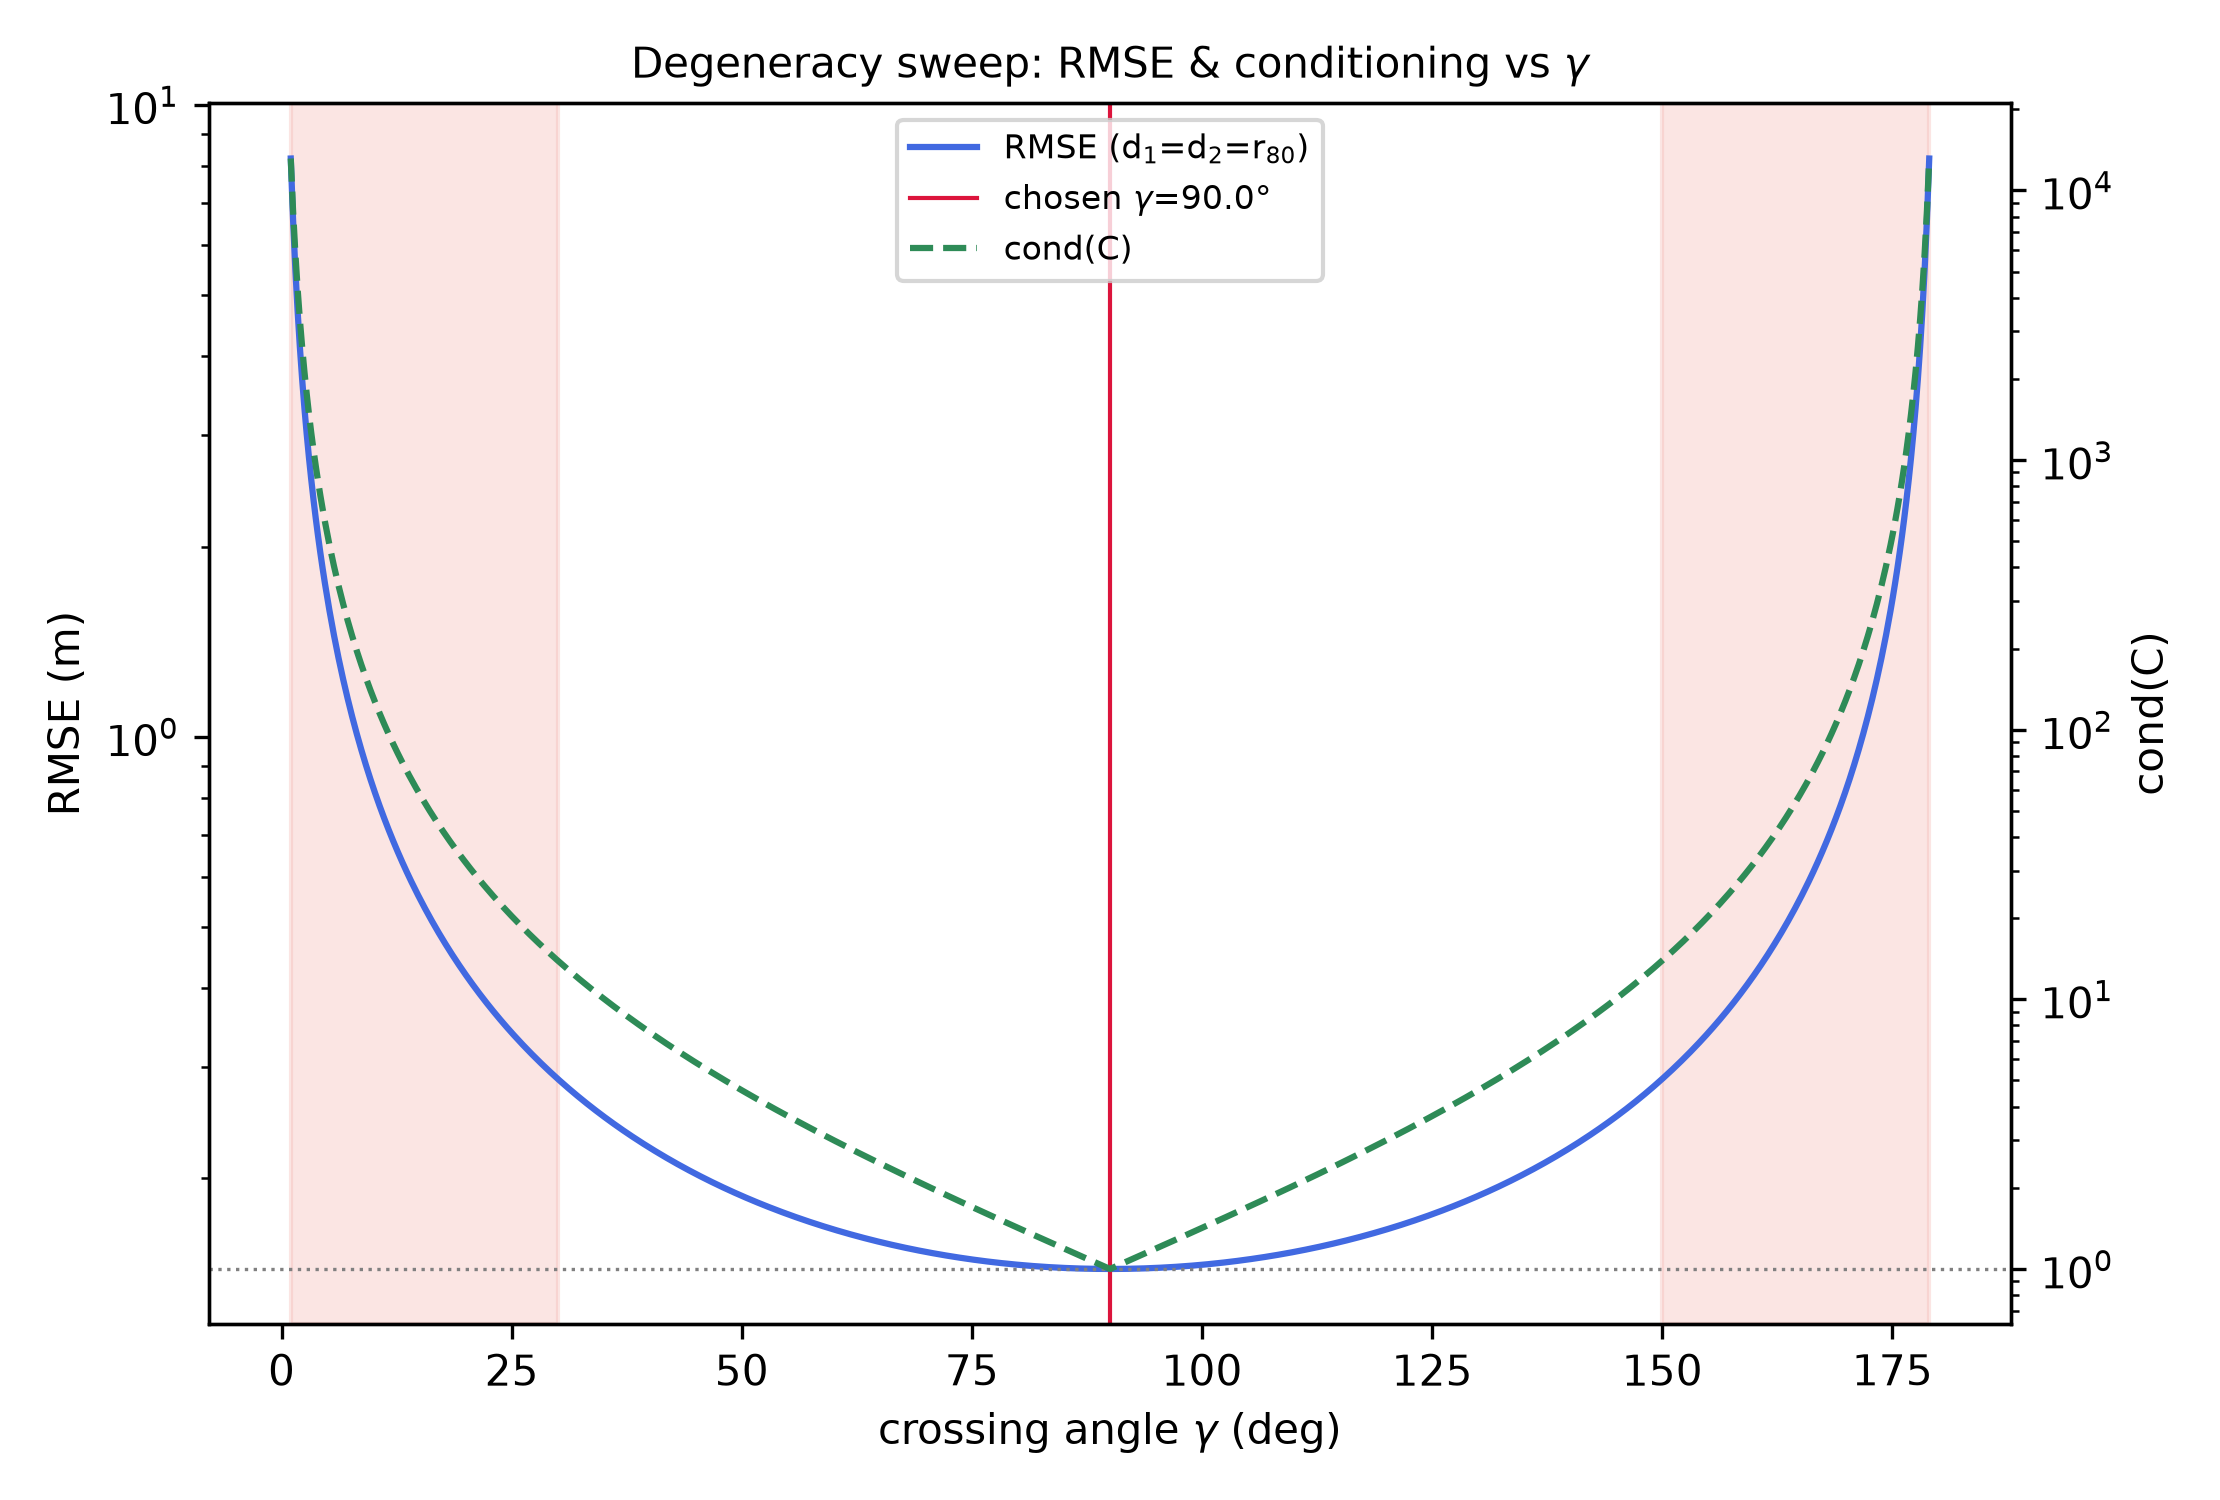 Degeneracy sweep: RMSE & conditioning vs γ
RMSE (d₁=d₂=r₈₀)
chosen γ=90.0°
cond(C)
RMSE (m)
10¹
10⁰
cond(C)
10⁴
10³
10²
10¹
10⁰
0 25 50 75 100 125 150 175
crossing angle γ (deg)